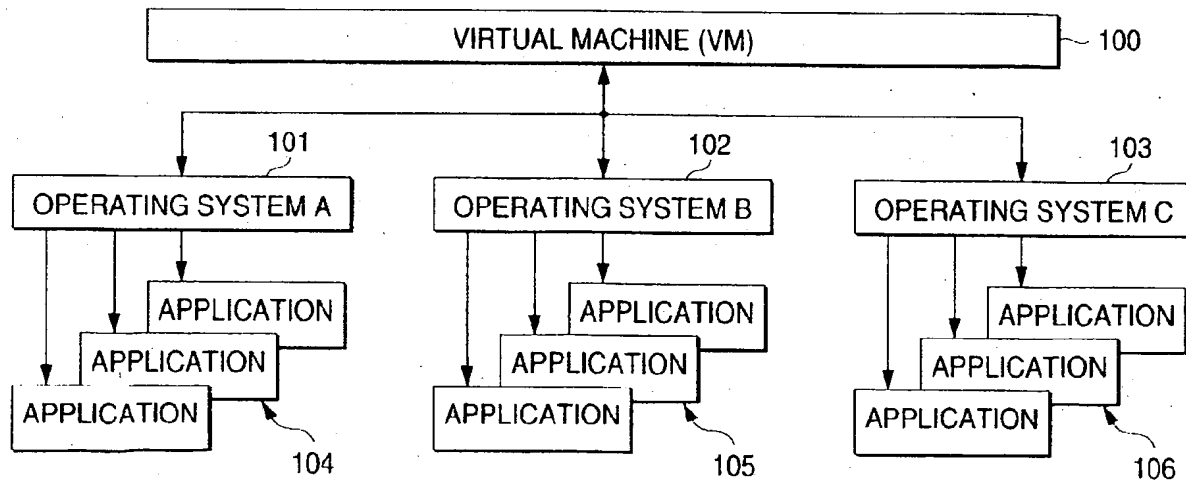 VIRTUAL MACHINE (VM)
100
101
102
103
OPERATING SYSTEM A
OPERATING SYSTEM B
OPERATING SYSTEM C
APPLICATION
APPLICATION
APPLICATION
APPLICATION
APPLICATION
APPLICATION
APPLICATION
APPLICATION
APPLICATION
104
105
106